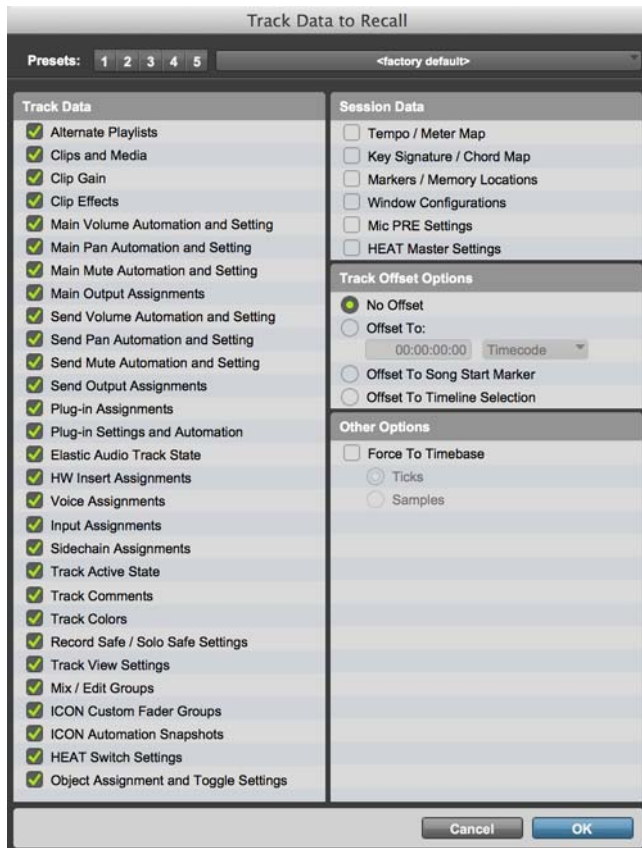 Track Data to Recall
Presets: 1 2 3 4 5 <factory default>
Track Data
Alternate Playlists
Clips and Media
Clip Gain
Clip Effects
Main Volume Automation and Setting
Main Pan Automation and Setting
Main Mute Automation and Setting
Main Output Assignments
Send Volume Automation and Setting
Send Pan Automation and Setting
Send Mute Automation and Setting
Send Output Assignments
Plug-in Assignments
Plug-in Settings and Automation
Elastic Audio Track State
HW Insert Assignments
Voice Assignments
Input Assignments
Sidechain Assignments
Track Active State
Track Comments
Track Colors
Record Safe / Solo Safe Settings
Track View Settings
Mix / Edit Groups
ICON Custom Fader Groups
ICON Automation Snapshots
HEAT Switch Settings
Object Assignment and Toggle Settings
Session Data
Tempo / Meter Map
Key Signature / Chord Map
Markers / Memory Locations
Window Configurations
Mic PRE Settings
HEAT Master Settings
Track Offset Options
No Offset
Offset To:
00:00:00:00 Timecode
Offset To Song Start Marker
Offset To Timeline Selection
Other Options
Force To Timebase
Ticks
Samples
Cancel OK